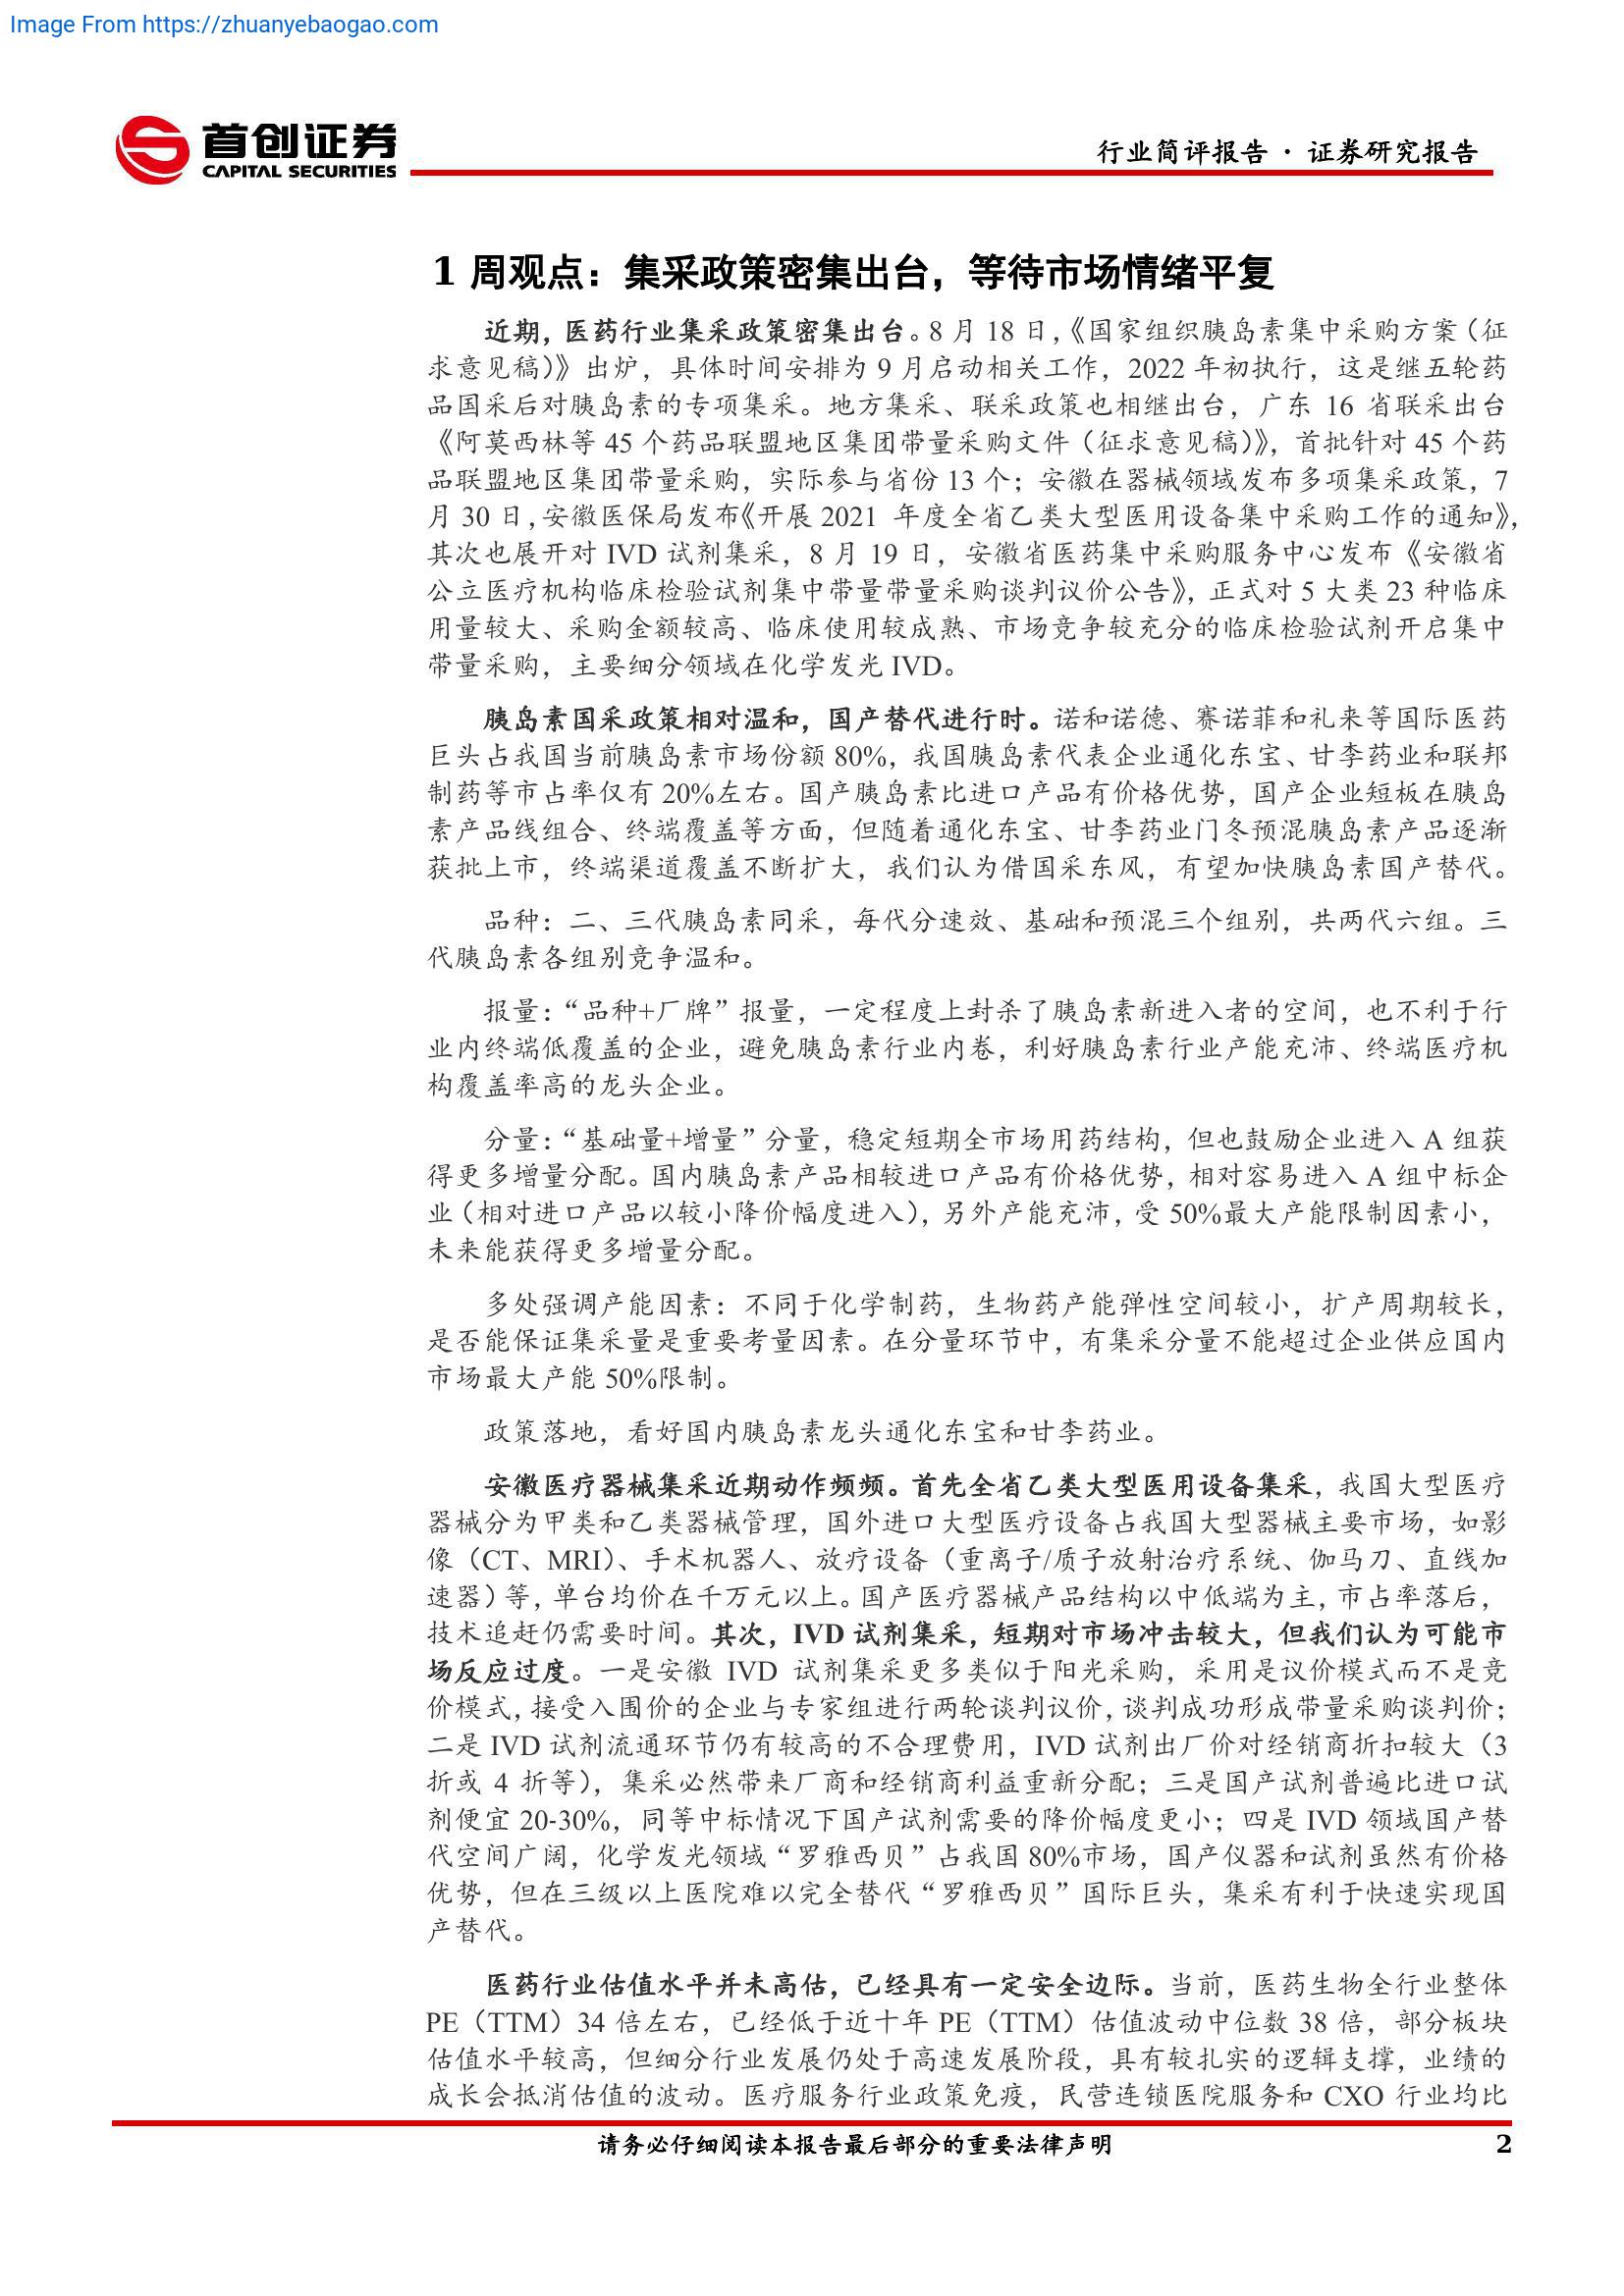 Image From https://zhuanyebaogao.com
首创证券
CAPITAL SECURITIES
行业简评报告 · 证券研究报告
1 周观点：集采政策密集出台，等待市场情绪平复
近期，医药行业集采政策密集出台。8 月 18 日，《国家组织胰岛素集中采购方案（征
求意见稿）》出炉，具体时间安排为 9 月启动相关工作，2022 年初执行，这是继五轮药
品国采后对胰岛素的专项集采。地方集采、联采政策也相继出台，广东 16 省联采出台
《阿莫西林等 45 个药品联盟地区集团带量采购文件（征求意见稿）》，首批针对 45 个药
品联盟地区集团带量采购，实际参与省份 13 个；安徽在器械领域发布多项集采政策，7
月 30 日，安徽医保局发布《开展 2021 年度全省乙类大型医用设备集中采购工作的通知》，
其次也展开对 IVD 试剂集采，8 月 19 日，安徽省医药集中采购服务中心发布《安徽省
公立医疗机构临床检验试剂集中带量带量采购谈判议价公告》，正式对 5 大类 23 种临床
用量较大、采购金额较高、临床使用较成熟、市场竞争较充分的临床检验试剂开启集中
带量采购，主要细分领域在化学发光 IVD。
胰岛素国采政策相对温和，国产替代进行时。诺和诺德、赛诺菲和礼来等国际医药
巨头占我国当前胰岛素市场份额 80%，我国胰岛素代表企业通化东宝、甘李药业和联邦
制药等市占率仅有 20%左右。国产胰岛素比进口产品有价格优势，国产企业短板在胰岛
素产品线组合、终端覆盖等方面，但随着通化东宝、甘李药业门冬预混胰岛素产品逐渐
获批上市，终端渠道覆盖不断扩大，我们认为借国采东风，有望加快胰岛素国产替代。
品种：二、三代胰岛素同采，每代分速效、基础和预混三个组别，共两代六组。三
代胰岛素各组别竞争温和。
报量：“品种+厂牌”报量，一定程度上封杀了胰岛素新进入者的空间，也不利于行
业内终端低覆盖的企业，避免胰岛素行业内卷，利好胰岛素行业产能充沛、终端医疗机
构覆盖率高的龙头企业。
分量：“基础量+增量”分量，稳定短期全市场用药结构，但也鼓励企业进入 A 组获
得更多增量分配。国内胰岛素产品相较进口产品有价格优势，相对容易进入 A 组中标企
业（相对进口产品以较小降价幅度进入），另外产能充沛，受 50%最大产能限制因素小，
未来能获得更多增量分配。
多处强调产能因素：不同于化学制药，生物药产能弹性空间较小，扩产周期较长，
是否能保证集采量是重要考量因素。在分量环节中，有集采分量不能超过企业供应国内
市场最大产能 50%限制。
政策落地，看好国内胰岛素龙头通化东宝和甘李药业。
安徽医疗器械集采近期动作频频。首先全省乙类大型医用设备集采，我国大型医疗
器械分为甲类和乙类器械管理，国外进口大型医疗设备占我国大型器械主要市场，如影
像（CT、MRI）、手术机器人、放疗设备（重离子/质子放射治疗系统、伽马刀、直线加
速器）等，单台均价在千万元以上。国产医疗器械产品结构以中低端为主，市占率落后，
技术追赶仍需要时间。其次，IVD 试剂集采，短期对市场冲击较大，但我们认为可能市
场反应过度。一是安徽 IVD 试剂集采更多类似于阳光采购，采用是议价模式而不是竞
价模式，接受入围价的企业与专家组进行两轮谈判议价，谈判成功形成带量采购谈判价；
二是 IVD 试剂流通环节仍有较高的不合理费用，IVD 试剂出厂价对经销商折扣较大（3
折或 4 折等），集采必然带来厂商和经销商利益重新分配；三是国产试剂普遍比进口试
剂便宜 20-30%，同等中标情况下国产试剂需要的降价幅度更小；四是 IVD 领域国产替
代空间广阔，化学发光领域“罗雅西贝”占我国 80%市场，国产仪器和试剂虽然有价格
优势，但在三级以上医院难以完全替代“罗雅西贝”国际巨头，集采有利于快速实现国
产替代。
医药行业估值水平并未高估，已经具有一定安全边际。当前，医药生物全行业整体
PE（TTM）34 倍左右，已经低于近十年 PE（TTM）估值波动中位数 38 倍，部分板块
估值水平较高，但细分行业发展仍处于高速发展阶段，具有较扎实的逻辑支撑，业绩的
成长会抵消估值的波动。医疗服务行业政策免疫，民营连锁医院服务和 CXO 行业均比
请务必仔细阅读本报告最后部分的重要法律声明
2